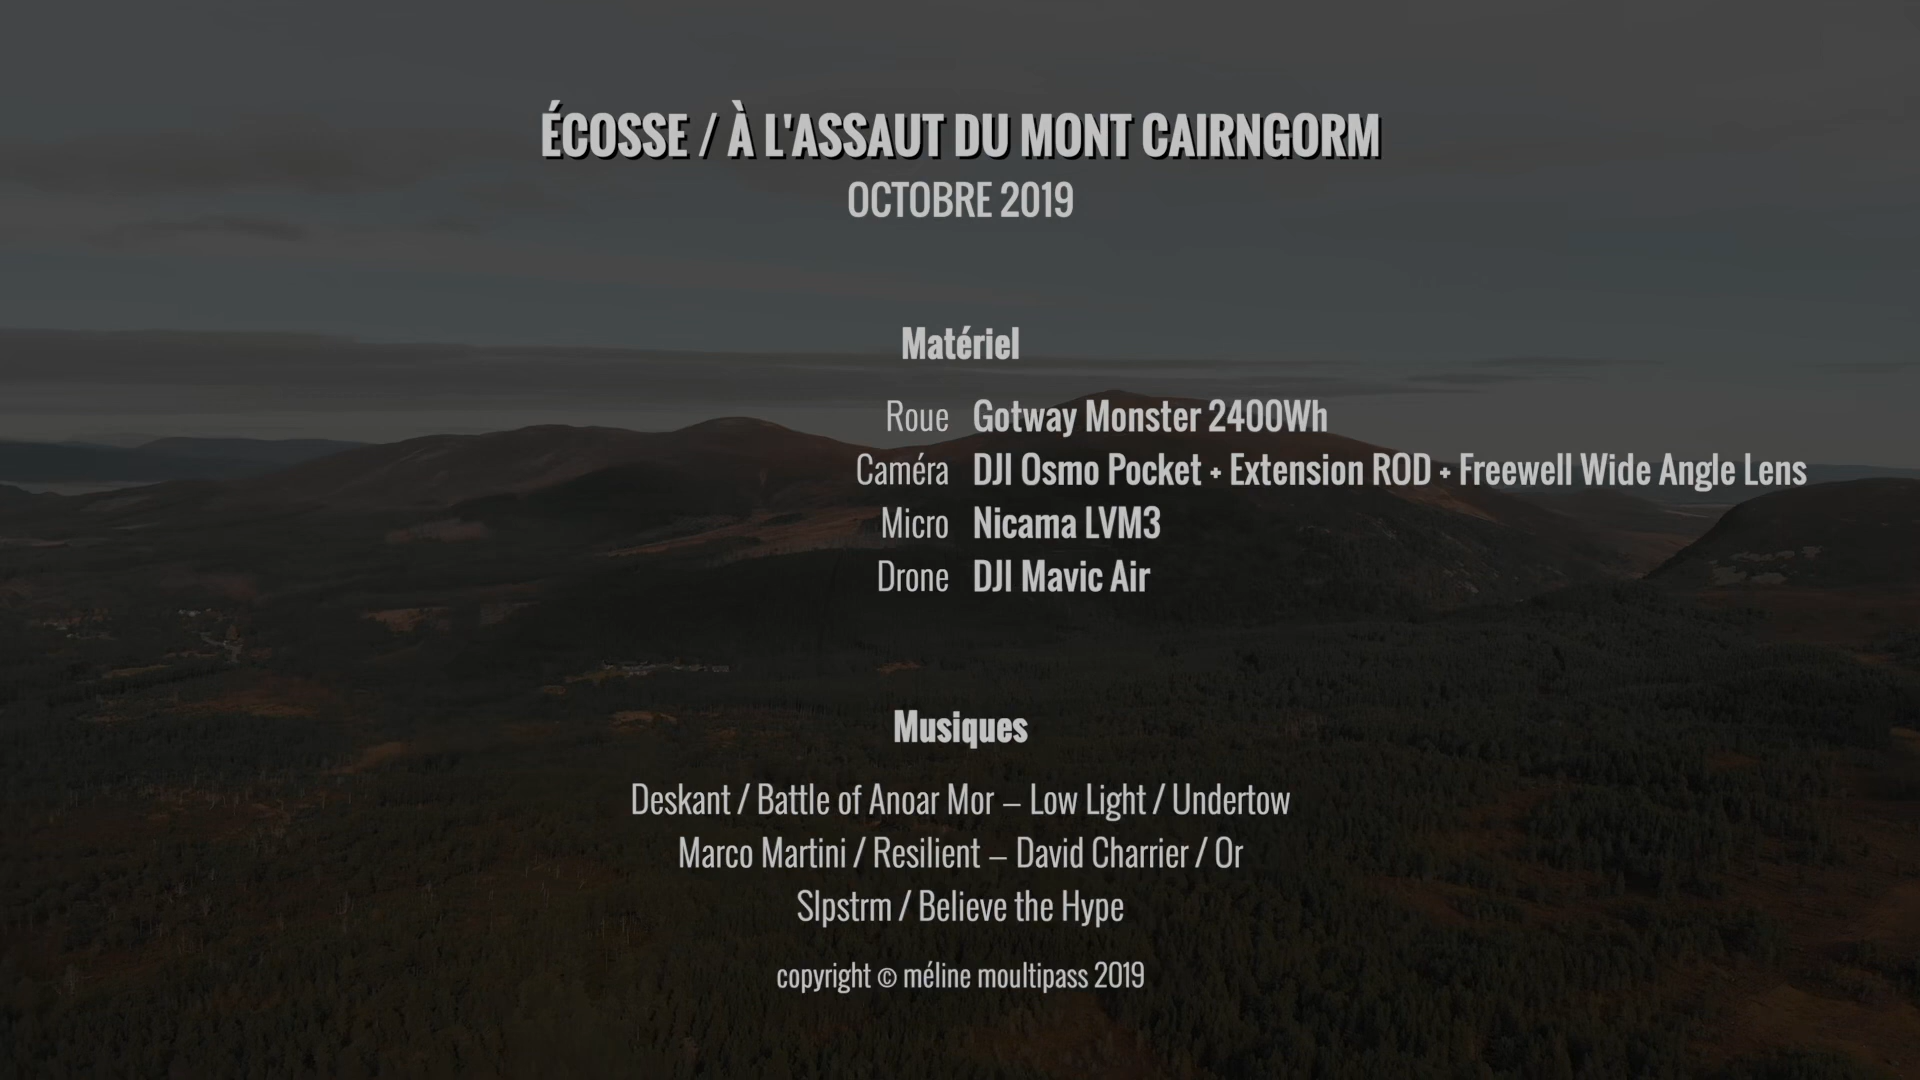 ÉCOSSE / À L'ASSAUT DU MONT CAIRNGORM
OCTOBRE 2019
Matériel
Roue Gotway Monster 2400Wh
Caméra DJI Osmo Pocket + Extension ROD + Freewell Wide Angle Lens
Micro Nicama LVM3
Drone DJI Mavic Air
Musiques
Deskant / Battle of Anoar Mor – Low Light / Undertow
Marco Martini / Resilient – David Charrier / Or
Slpstrm / Believe the Hype
copyright © méline moultipass 2019